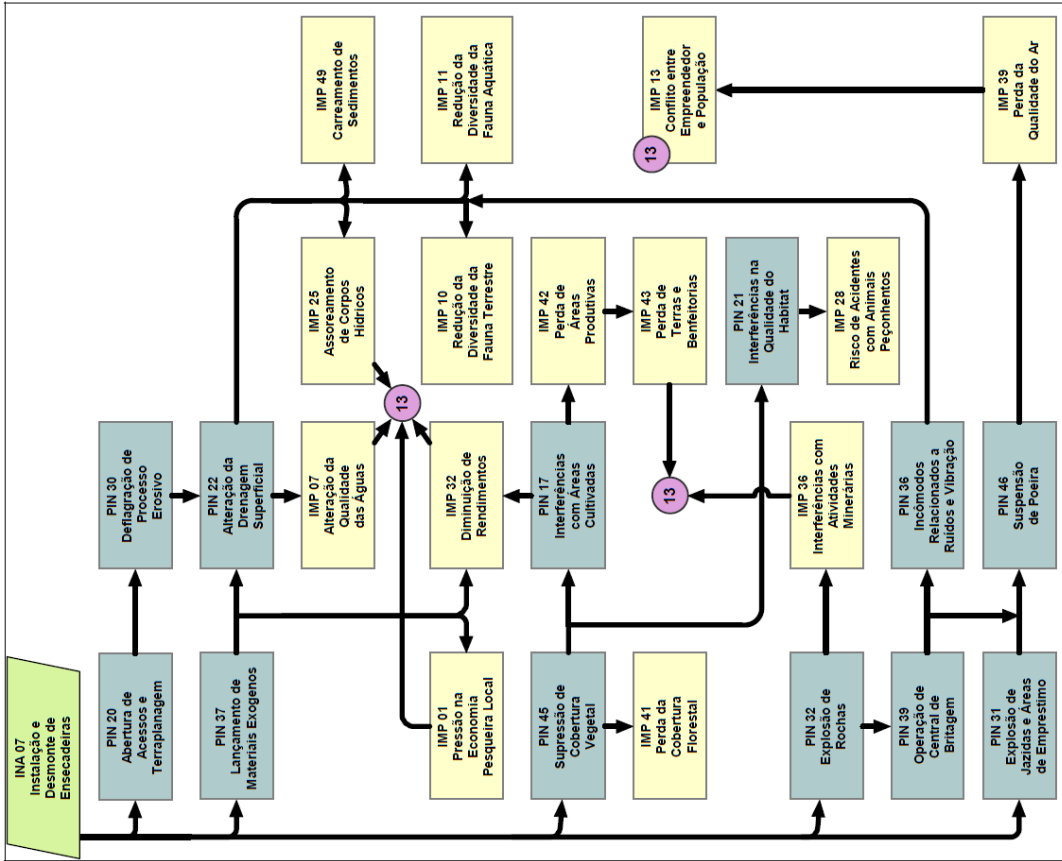 INA 07
Instalação e
Desmonte de
Ensecadeiras
PIN 31
Explosão de
Jazidas e Áreas
de Emprestimo
PIN 39
Operação de
Central de
Britagem
PIN 32
Explosão de
Rochas
IMP 41
Perda da
Cobertura
Florestal
PIN 45
Supressão de
Cobertura
Vegetal
IMP 01
Pressão na
Economia
Pesqueira Local
PIN 37
Lançamento de
Materiais Exogenos
PIN 20
Abertura de
Acessos e
Terraplanagem
PIN 46
Suspensão
de Poeira
PIN 36
Incômodos
Relacionados a
Ruídos e Vibração
IMP 36
Interferências com
Atividades
Minerárias
13
PIN 17
Interferências
com Áreas
Cultivadas
IMP 32
Diminuição de
Rendimentos
IMP 07
Alteração da
Qualidade
das Águas
PIN 22
Alteração da
Drenagem
Superficial
PIN 30
Deflagração de
Processo
Erosivo
13
IMP 28
Risco de Acidentes
com Animais
Peçonhentos
PIN 21
Interferências na
Qualidade do
Habitat
IMP 43
Perda de
Terras e
Benfeitorias
IMP 42
Perda de
Áreas
Produtivas
IMP 10
Redução da
Diversidade da
Fauna Terrestre
IMP 25
Assoreamento
de Corpos
Hídricos
IMP 39
Perda da
Qualidade do Ar
13
IMP 13
Conflito entre
Empreendedor
e População
IMP 11
Redução da
Diversidade da
Fauna Aquática
IMP 49
Carreamento de
Sedimentos